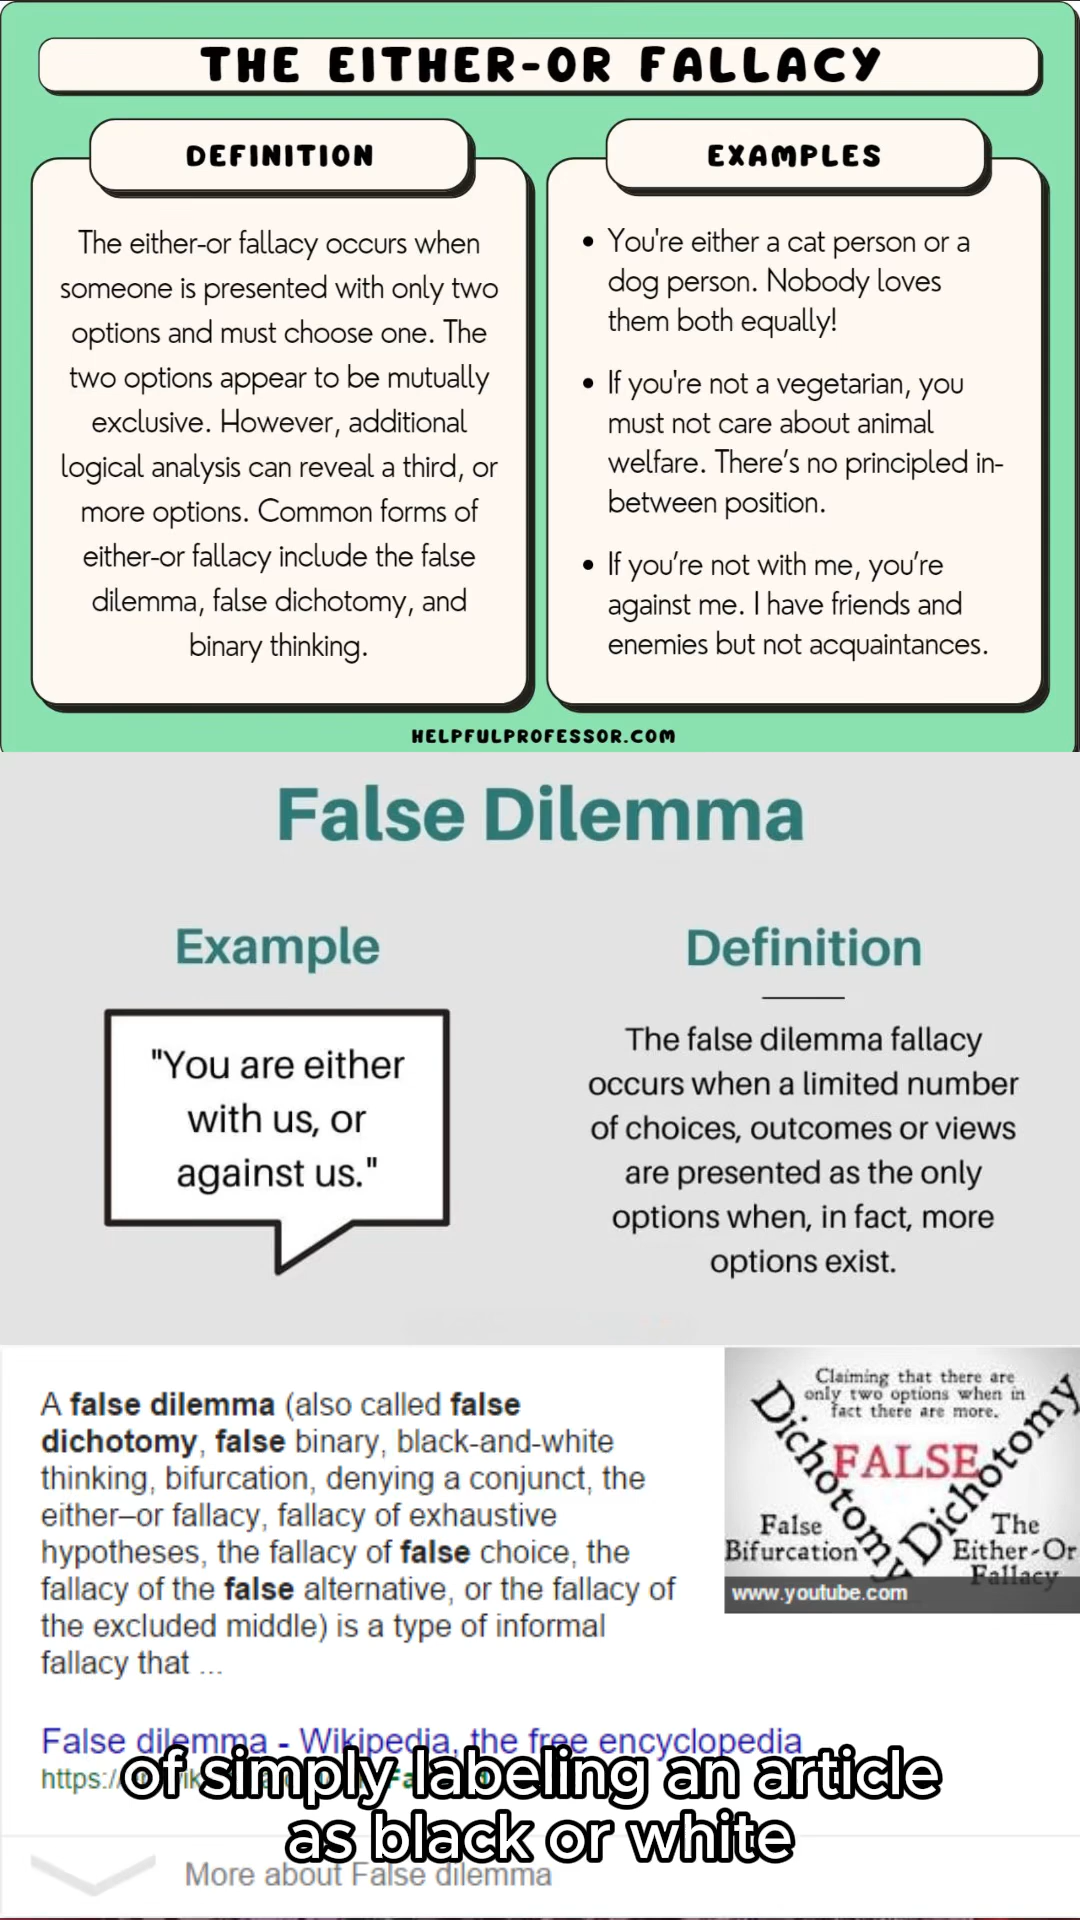 THE EITHER-OR FALLACY
DEFINITION
The either-or fallacy occurs when
someone is presented with only two
options and must choose one. The
two options appear to be mutually
exclusive. However, additional
logical analysis can reveal a third, or
more options. Common forms of
either-or fallacy include the false
dilemma, false dichotomy, and
binary thinking.
EXAMPLES
• You're either a cat person or a
dog person. Nobody loves
them both equally!
• If you're not a vegetarian, you
must not care about animal
welfare. There's no principled in-
between position.
• If you're not with me, you're
against me. I have friends and
enemies but not acquaintances.
HELPFULPROFESSOR.COM
False Dilemma
Example
"You are either
with us, or
against us."
Definition
The false dilemma fallacy
occurs when a limited number
of choices, outcomes or views
are presented as the only
options when, in fact, more
options exist.
A false dilemma (also called false
dichotomy, false binary, black-and-white
thinking, bifurcation, denying a conjunct, the
either–or fallacy, fallacy of exhaustive
hypotheses, the fallacy of false choice, the
fallacy of the false alternative, or the fallacy of
the excluded middle) is a type of informal
fallacy that ...
Claiming that there are
only two options when in
fact there are more.
Dichotomy
FALSE
Dichotomy
False
Bifurcation
The
Either-Or
Fallacy
www.youtube.com
False dilemma - Wikipedia, the free encyclopedia
https:/
of simply labeling an article
as black or white
More about False dilemma